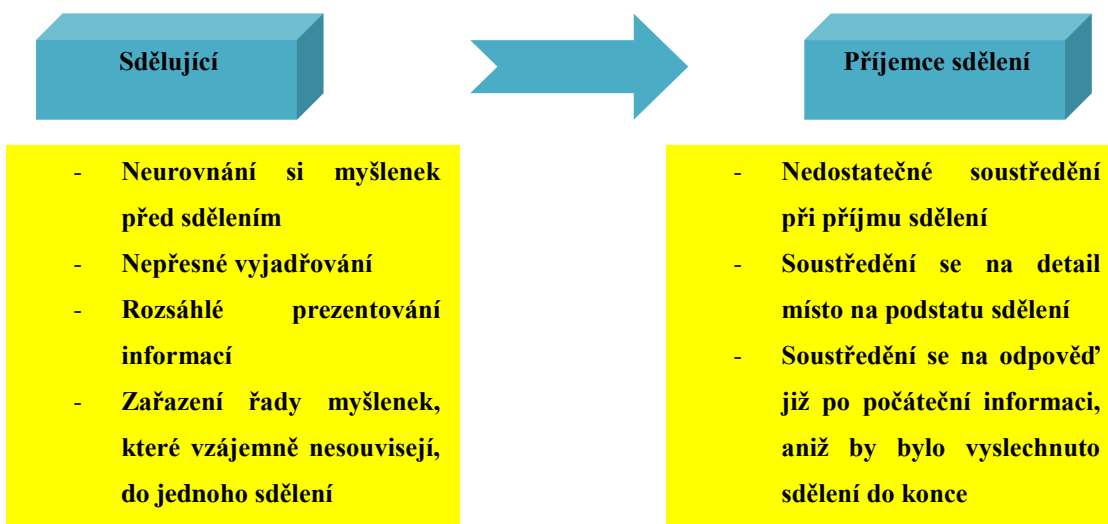 Sdělující
Příjemce sdělení
- Neurovnání si myšlenek
před sdělením
- Nepřesné vyjadřování
- Rozsáhlé prezentování
informací
- Zařazení řady myšlenek,
které vzájemně nesouvisejí,
do jednoho sdělení
- Nedostatečné soustředění
při příjmu sdělení
- Soustředění se na detail
místo na podstatu sdělení
- Soustředění se na odpověď
již po počáteční informaci,
aniž by bylo vyslechnuto
sdělení do konce